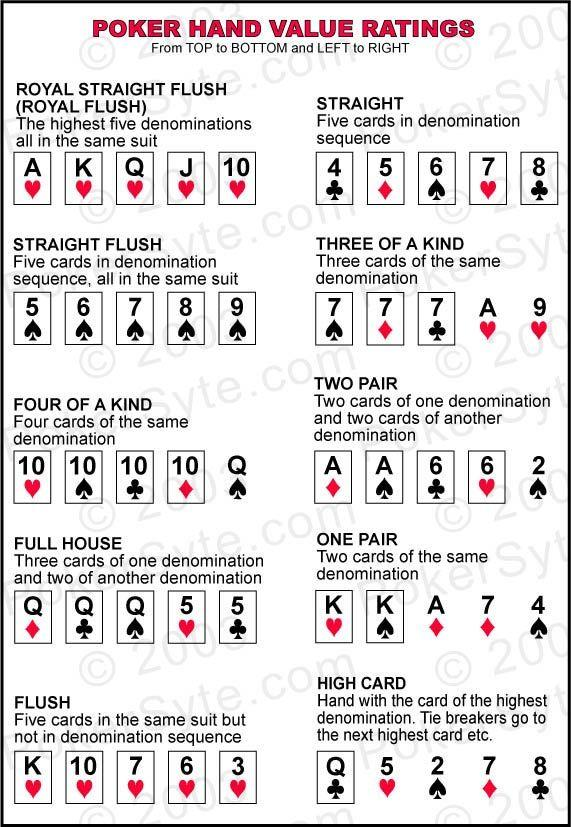 POKER HAND VALUE RATINGS
From TOP to BOTTOM and LEFT to RIGHT
ROYAL STRAIGHT FLUSH
(ROYAL FLUSH)
The highest five denominations
all in the same suit
A K Q J 10
STRAIGHT FLUSH
Five cards in denomination
sequence, all in the same suit
5 6 7 8 9
FOUR OF A KIND
Four cards of the same
denomination
10 10 10 10 Q
FULL HOUSE
Three cards of one denomination
and two of another denomination
Q Q Q 5 5
FLUSH
Five cards in the same suit but
not in denomination sequence
K 10 7 6 3
STRAIGHT
Five cards in denomination
sequence
4 5 6 7 8
THREE OF A KIND
Three cards of the same
denomination
7 7 7 A 9
TWO PAIR
Two cards of one denomination
and two cards of another
denomination
A A 6 6 2
ONE PAIR
Two cards of the same
denomination
K K A 7 4
HIGH CARD
Hand with the card of the highest
denomination. Tie breakers go to
the next highest card etc.
Q 5 2 7 8
© 2003 PokerSyte.com